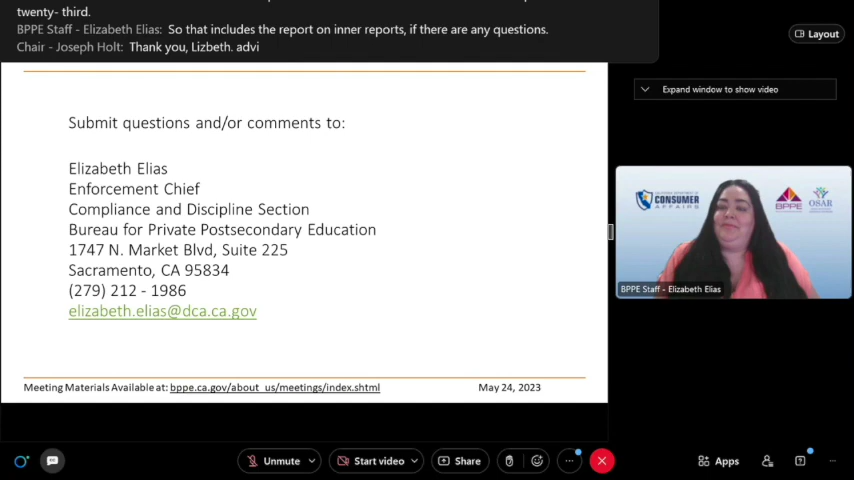 twenty- third.
BPPE Staff - Elizabeth Elias: So that includes the report on inner reports, if there are any questions.
Chair - Joseph Holt: Thank you, Lizbeth. advi
Layout
Expand window to show video
Submit questions and/or comments to:
Elizabeth Elias
Enforcement Chief
Compliance and Discipline Section
Bureau for Private Postsecondary Education
1747 N. Market Blvd, Suite 225
Sacramento, CA 95834
(279) 212 - 1986
elizabeth.elias@dca.ca.gov
CONSUMER
AFFAIRS
BPPE
OSAR
BPPE Staff - Elizabeth Elias
Meeting Materials Available at: bppe.ca.gov/about_us/meetings/index.shtml
May 24, 2023
Unmute
Start video
Share
Apps